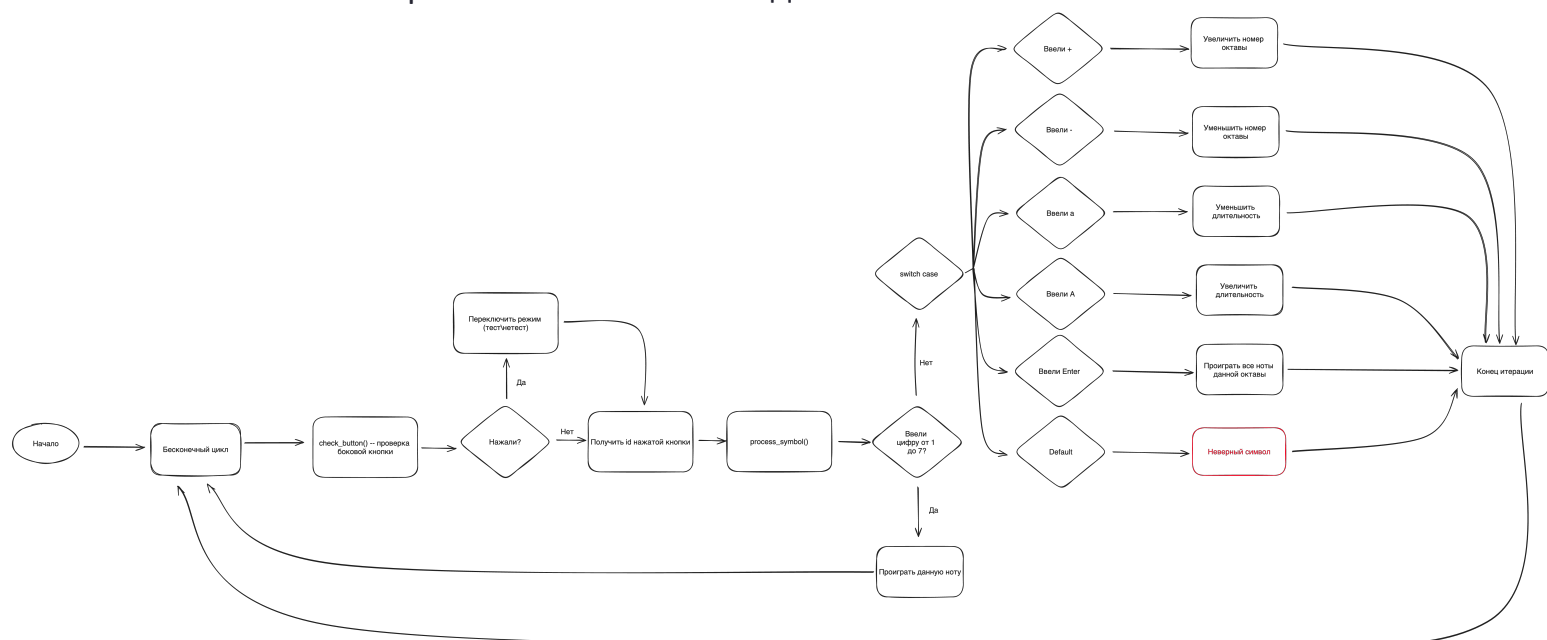 Начало
Бесконечный цикл
check_button() -- проверка
боковой кнопки
Нажали?
Да
Переключить режим
(тест\нетест)
Нет
Получить id нажатой кнопки
process_symbol()
Ввели
цифру от 1
до 7?
Да
Проиграть данную ноту
Нет
switch case
Ввели +
Увеличить номер
октавы
Ввели -
Уменьшить номер
октавы
Ввели а
Уменьшить
длительность
Ввели А
Увеличить
длительность
Ввели Enter
Проиграть все ноты
данной октавы
Default
Неверный символ
Конец итерации